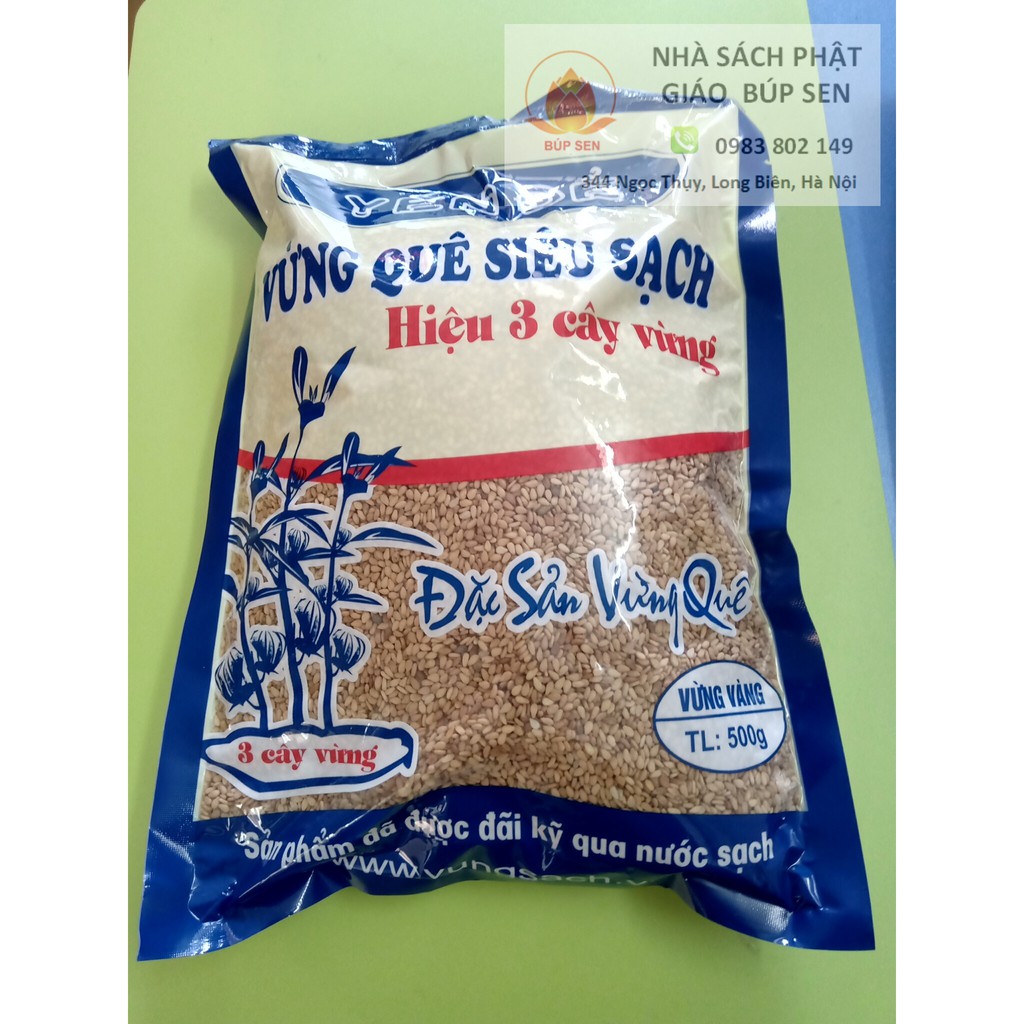 NHÀ SÁCH PHẬT
GIÁO BÚP SEN
BÚP SEN
0983 802 149
344 Ngọc Thụy, Long Biên, Hà Nội
VỪNG QUÊ SIÊU SẠCH
Hiệu 3 cây vừng
Đặc Sản Vừng Quê
VỪNG VÀNG
TL: 500g
3 cây vừng
Sản phẩm đã được đãi kỹ qua nước sạch
www.vungsach.v